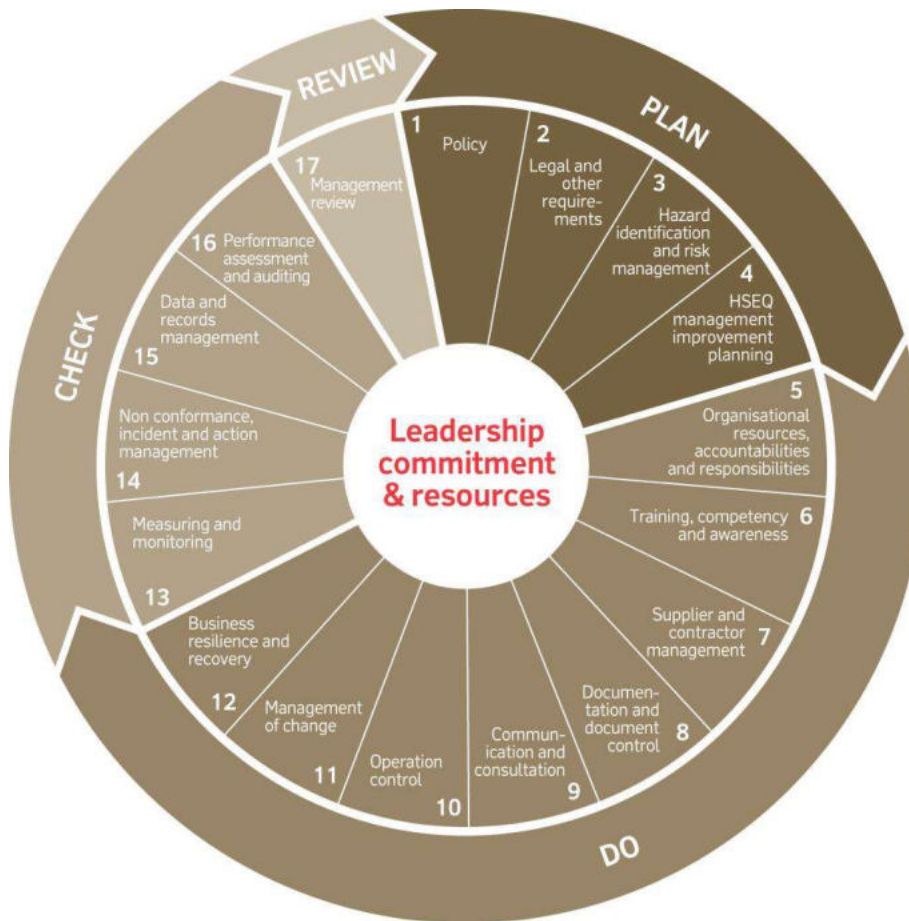 REVIEW
PLAN
DO
CHECK
Leadership
commitment
& resources
1
Policy
2
Legal and
other
require-
ments
3
Hazard
identification
and risk
management
4
HSEQ
management
improvement
planning
5
Organisational
resources,
accountabilities
and responsibilities
6
Training, competency
and awareness
7
Supplier and
contractor
management
8
Documen-
tation and
document
control
9
Commun-
ication and
consultation
10
Operation
control
11
Management
of change
12
Business
resilience and
recovery
13
Measuring and
monitoring
14
Non conformance,
incident and action
management
15
Data and
records
management
16
Performance
assessment
and auditing
17
Management
review